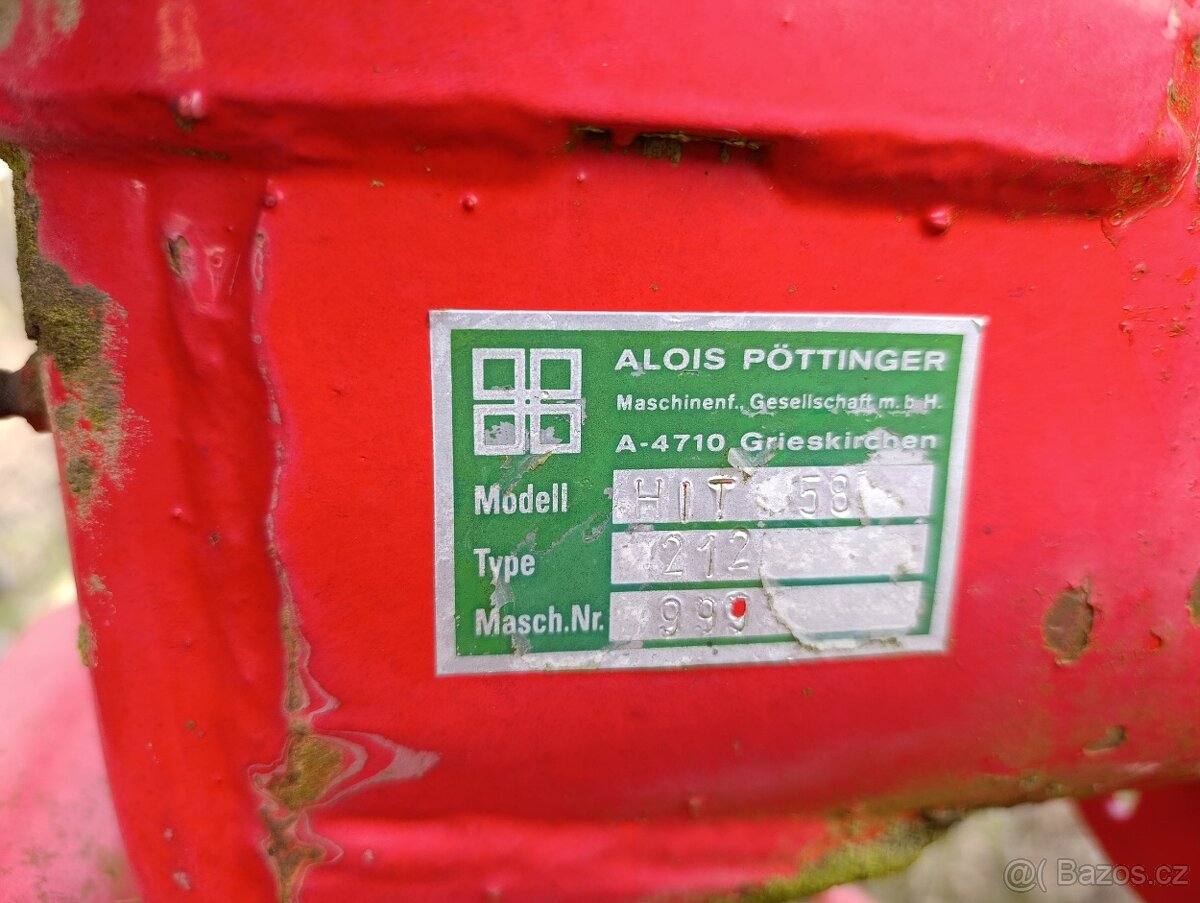 ALOIS PÖTTINGER
Maschinenf., Gesellschaft m.b.H.
A-4710 Grieskirchen
Modell HIT 58
Type 212
Masch.Nr. 999
Bazos.cz